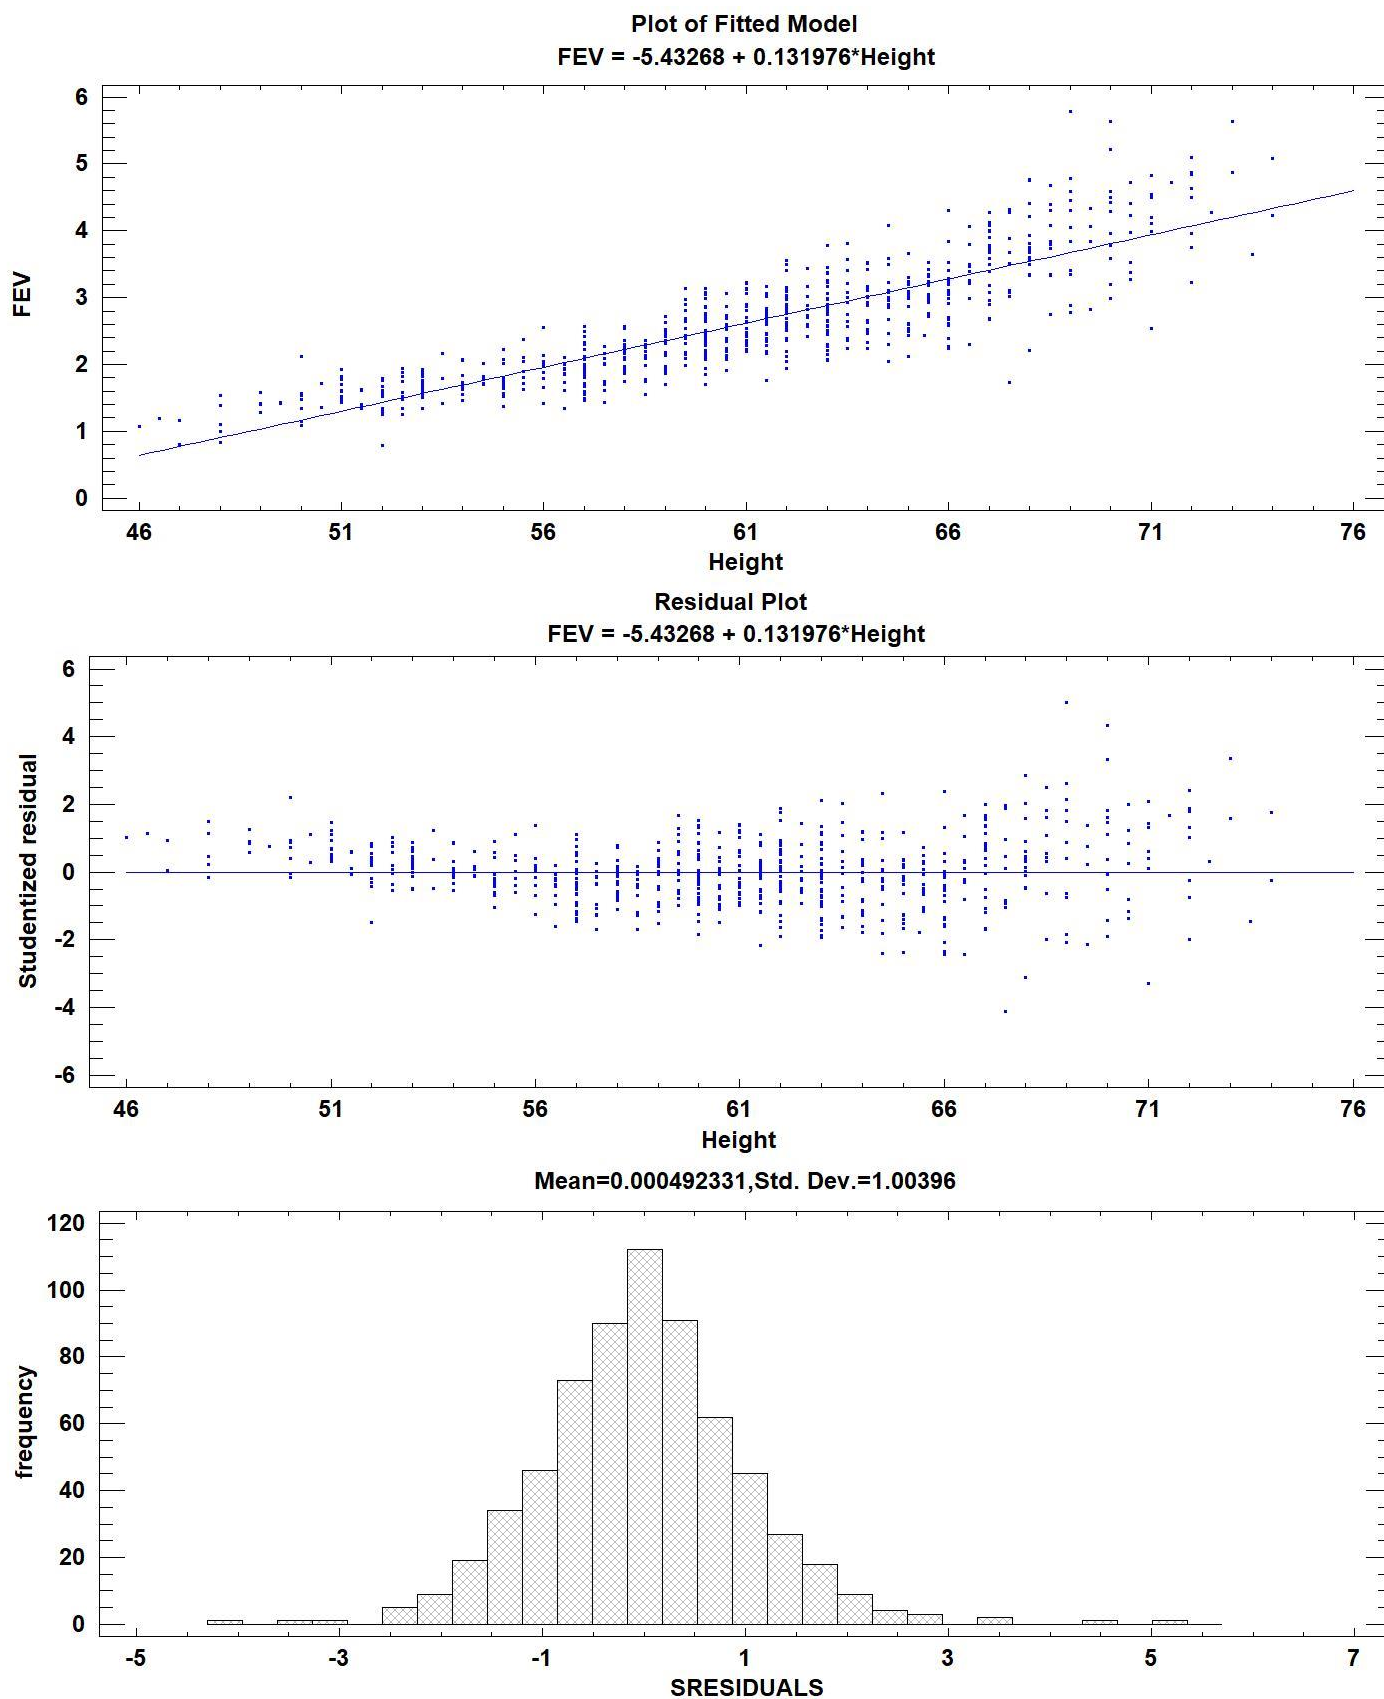 Plot of Fitted Model
FEV = -5.43268 + 0.131976*Height
6
5
4
3
2
1
0
FEV
46 51 56 61 66 71 76
Height
Residual Plot
FEV = -5.43268 + 0.131976*Height
6
4
2
0
-2
-4
-6
Studentized residual
46 51 56 61 66 71 76
Height
Mean=0.000492331,Std. Dev.=1.00396
120
100
80
60
40
20
0
frequency
-5 -3 -1 1 3 5 7
SRESIDUALS